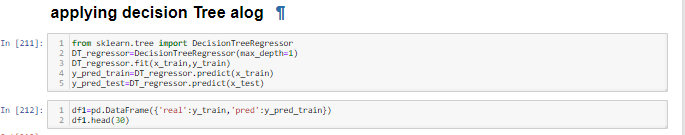 applying decision Tree alog ¶
In [211]:
1 from sklearn.tree import DecisionTreeRegressor
2 DT_regressor=DecisionTreeRegressor(max_depth=1)
3 DT_regressor.fit(x_train,y_train)
4 y_pred_train=DT_regressor.predict(x_train)
5 y_pred_test=DT_regressor.predict(x_test)
In [212]:
1 df1=pd.DataFrame({'real':y_train,'pred':y_pred_train})
2 df1.head(30)